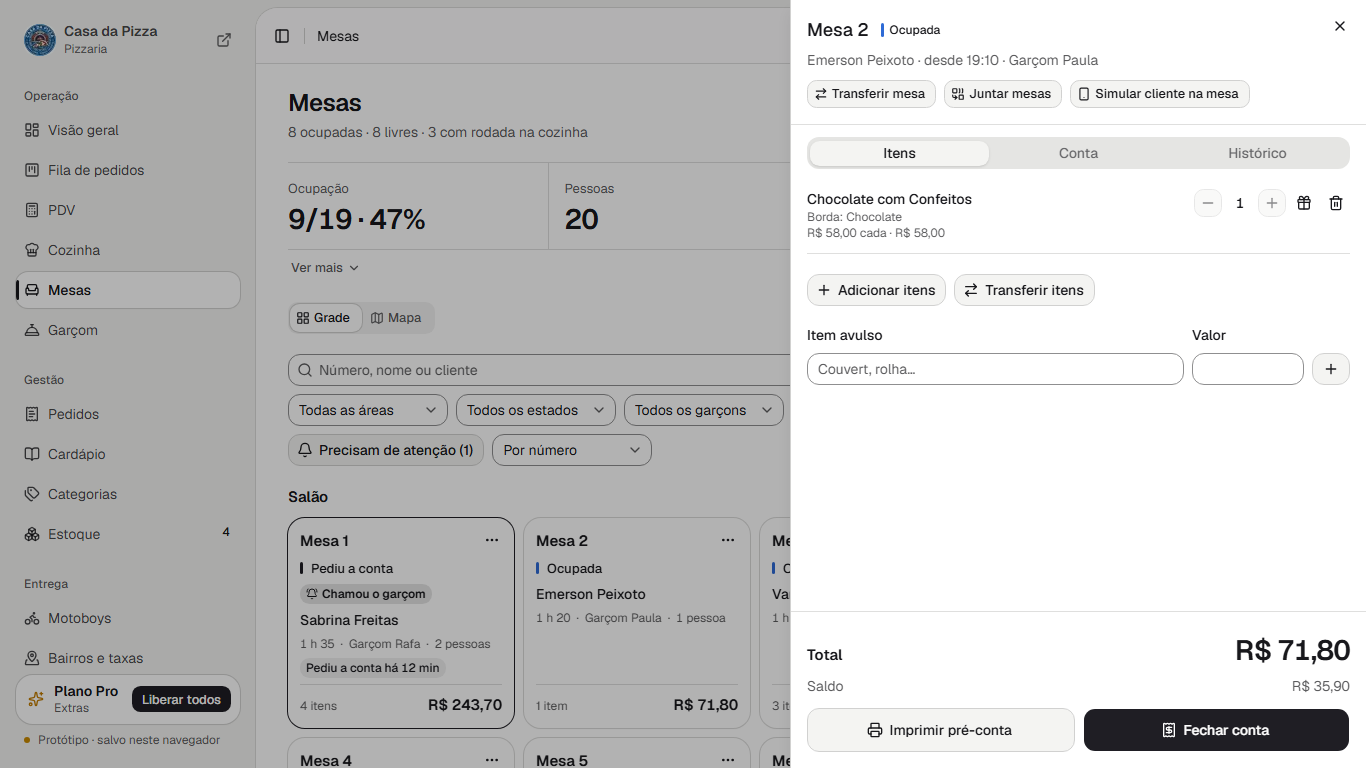 Casa da Pizza
Pizzaria
Operação
Visão geral
Fila de pedidos
PDV
Cozinha
Mesas
Garçom
Gestão
Pedidos
Cardápio
Categorias
Estoque 4
Entrega
Motoboys
Bairros e taxas
Plano Pro
Extras
Liberar todos
Protótipo · salvo neste navegador
Mesas
Mesas
8 ocupadas · 8 livres · 3 com rodada na cozinha
Ocupação
9/19 · 47%
Pessoas
20
Ver mais
Grade Mapa
Número, nome ou cliente
Todas as áreas Todos os estados Todos os garçons
Precisam de atenção (1) Por número
Salão
Mesa 1
Pediu a conta
Chamou o garçom
Sabrina Freitas
1 h 35 · Garçom Rafa · 2 pessoas
Pediu a conta há 12 min
4 itens R$ 243,70
Mesa 2
Ocupada
Emerson Peixoto
1 h 20 · Garçom Paula · 1 pessoa
1 item R$ 71,80
Mesa 4
Mesa 5
Mesa 2 Ocupada
Emerson Peixoto · desde 19:10 · Garçom Paula
Transferir mesa Juntar mesas Simular cliente na mesa
Itens Conta Histórico
Chocolate com Confeitos
Borda: Chocolate
R$ 58,00 cada · R$ 58,00
1
Adicionar itens Transferir itens
Item avulso Valor
Couvert, rolha…
Total R$ 71,80
Saldo R$ 35,90
Imprimir pré-conta Fechar conta